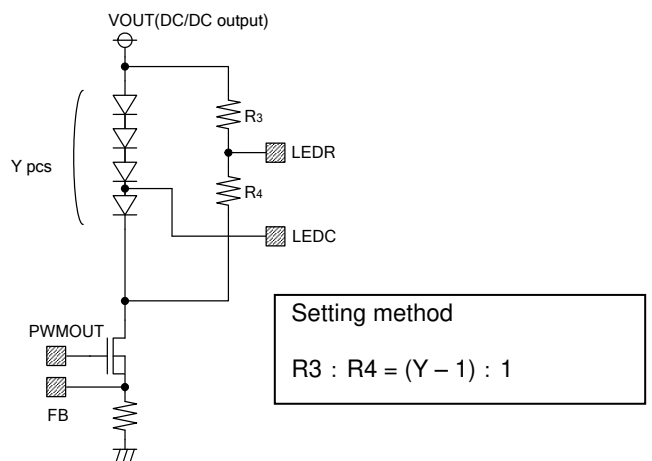 VOUT(DC/DC output)
R3
LEDR
Y pcs
R4
LEDC
PWMOUT
FB
Setting method
R3 : R4 = (Y – 1) : 1